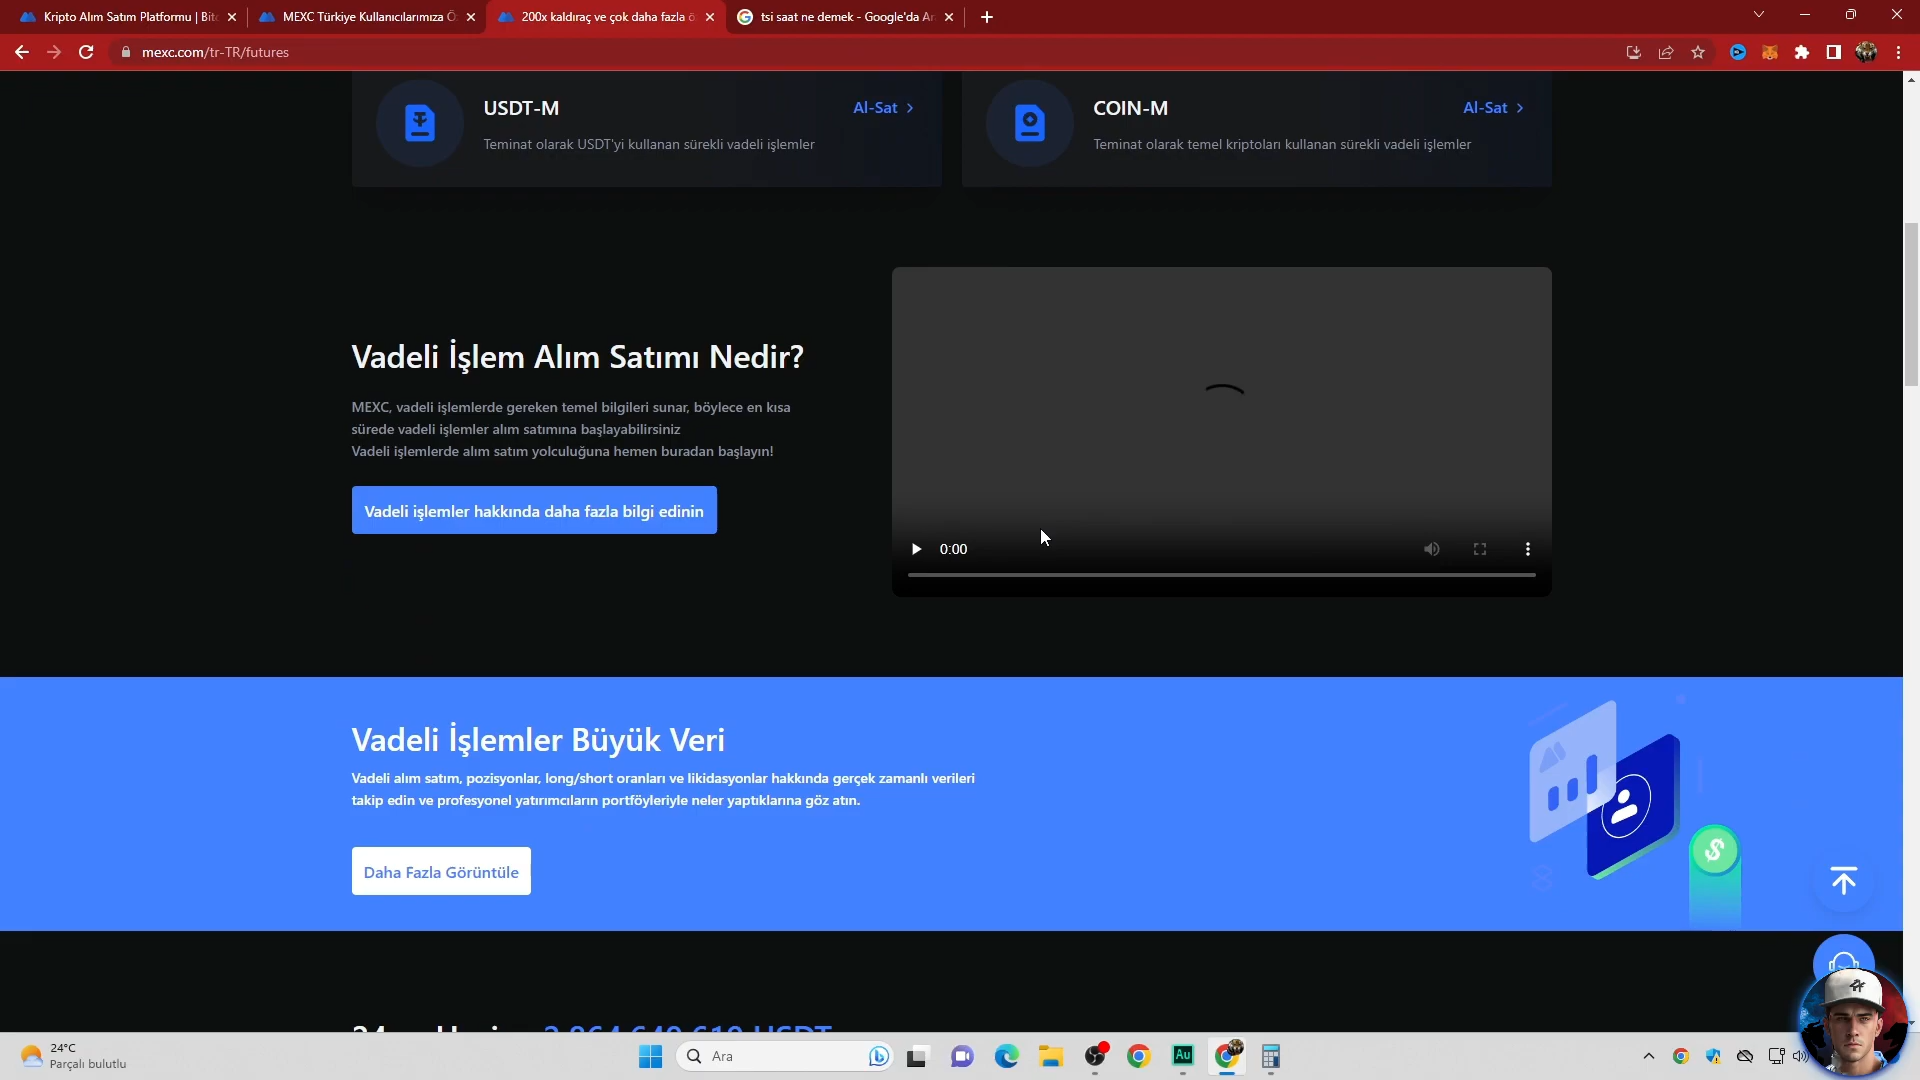 Kripto Alım Satım Platformu | Bitc
MEXC Türkiye Kullanıcılarımıza Ö
200x kaldıraç ve çok daha fazla ö
tsi saat ne demek - Google'da Ar
mexc.com/tr-TR/futures
USDT-M
Al-Sat
Teminat olarak USDT'yi kullanan sürekli vadeli işlemler
COIN-M
Al-Sat
Teminat olarak temel kriptoları kullanan sürekli vadeli işlemler
Vadeli İşlem Alım Satımı Nedir?
MEXC, vadeli işlemlerde gereken temel bilgileri sunar, böylece en kısa
sürede vadeli işlemler alım satımına başlayabilirsiniz
Vadeli işlemlerde alım satım yolculuğuna hemen buradan başlayın!
Vadeli işlemler hakkında daha fazla bilgi edinin
0:00
Vadeli İşlemler Büyük Veri
Vadeli alım satım, pozisyonlar, long/short oranları ve likidasyonlar hakkında gerçek zamanlı verileri
takip edin ve profesyonel yatırımcıların portföyleriyle neler yaptıklarına göz atın.
Daha Fazla Görüntüle
24°C
Parçalı bulutlu
Ara
Au